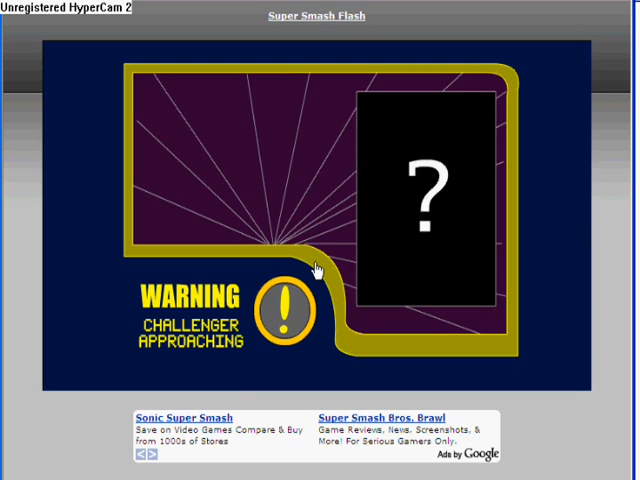 Unregistered HyperCam 2
Super Smash Flash
?
WARNING
!
CHALLENGER
APPROACHING
Sonic Super Smash
Save on Video Games Compare & Buy
from 1000s of Stores
Super Smash Bros. Brawl
Game Reviews, News, Screenshots, &
More! For Serious Gamers Only.
<>
Ads by Google